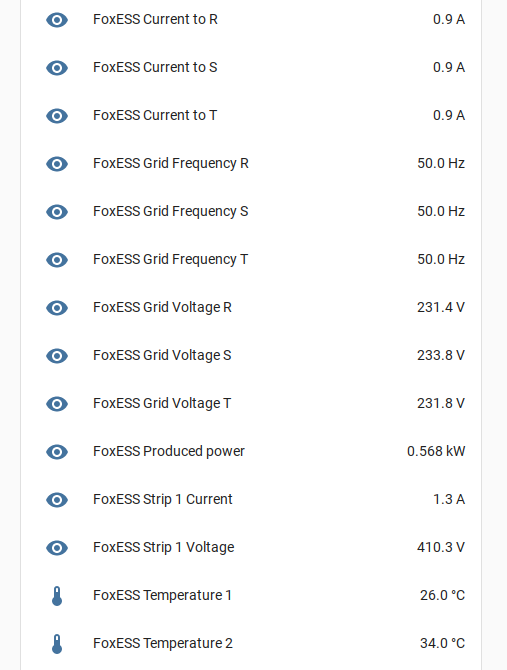 FoxESS Current to R 0.9 A
FoxESS Current to S 0.9 A
FoxESS Current to T 0.9 A
FoxESS Grid Frequency R 50.0 Hz
FoxESS Grid Frequency S 50.0 Hz
FoxESS Grid Frequency T 50.0 Hz
FoxESS Grid Voltage R 231.4 V
FoxESS Grid Voltage S 233.8 V
FoxESS Grid Voltage T 231.8 V
FoxESS Produced power 0.568 kW
FoxESS Strip 1 Current 1.3 A
FoxESS Strip 1 Voltage 410.3 V
FoxESS Temperature 1 26.0 °C
FoxESS Temperature 2 34.0 °C